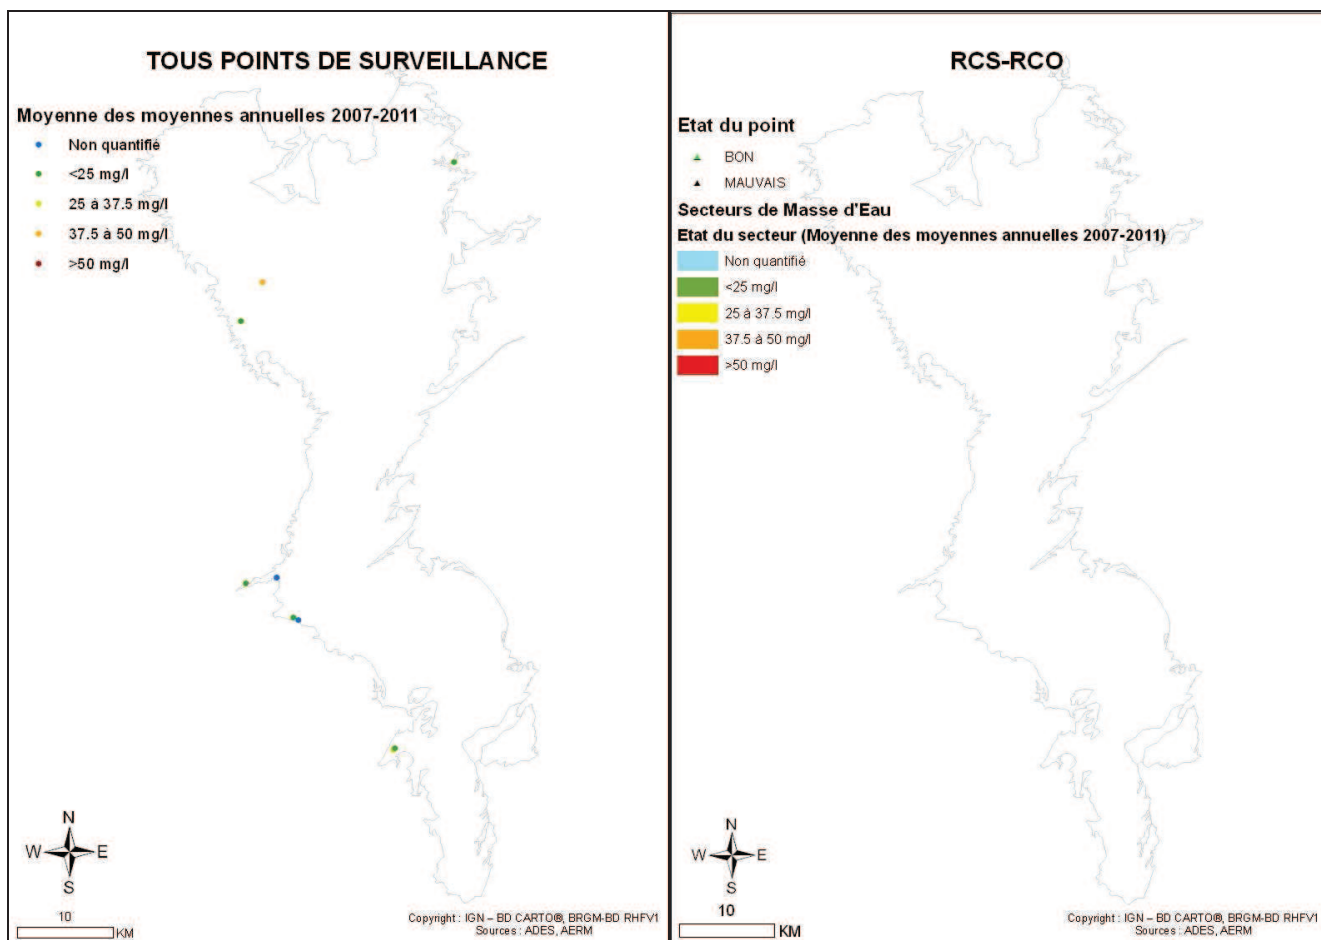 TOUS POINTS DE SURVEILLANCE
Moyenne des moyennes annuelles 2007-2011
Non quantifié
<25 mg/l
25 à 37.5 mg/l
37.5 à 50 mg/l
>50 mg/l
N
W E
S
10
KM
Copyright : IGN – BD CARTO®, BRGM-BD RHFV1
Sources : ADES, AERM
RCS-RCO
Etat du point
BON
MAUVAIS
Secteurs de Masse d'Eau
Etat du secteur (Moyenne des moyennes annuelles 2007-2011)
Non quantifié
<25 mg/l
25 à 37.5 mg/l
37.5 à 50 mg/l
>50 mg/l
N
W E
S
10
KM
Copyright : IGN – BD CARTO®, BRGM-BD RHFV1
Sources : ADES, AERM